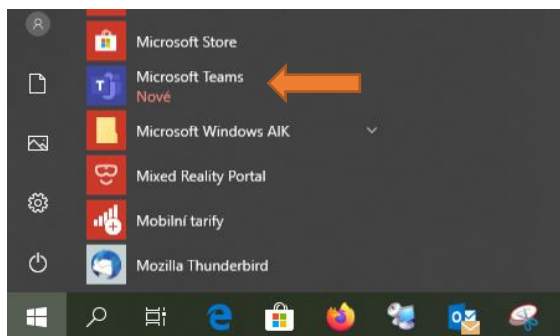 Microsoft Store
Microsoft Teams
Nové
Microsoft Windows AIK
Mixed Reality Portal
Mobilní tarify
Mozilla Thunderbird